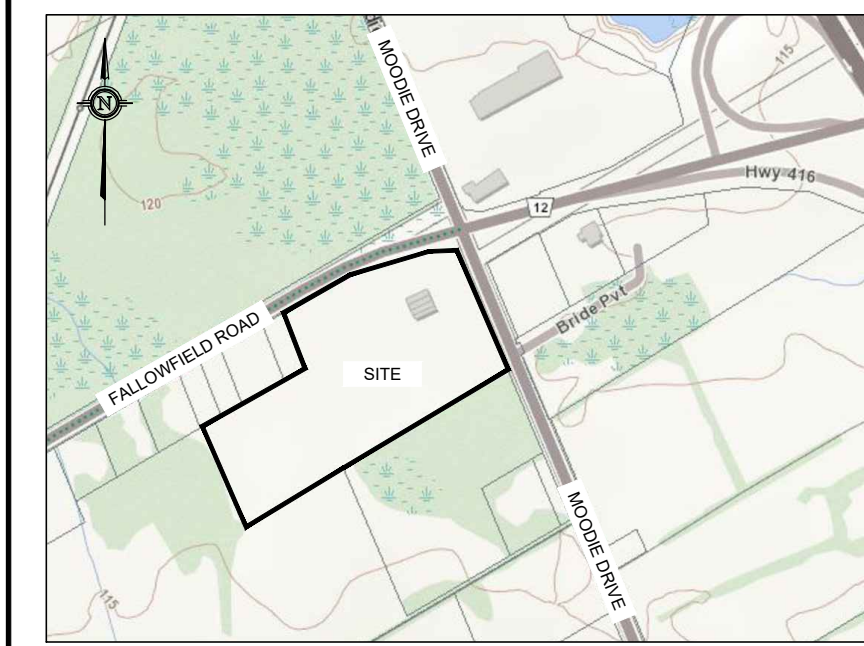 MOODIE DRIVE
115
N
120
12
Hwy 416
Bride Pvt
FALLOWFIELD ROAD
SITE
MOODIE DRIVE
115